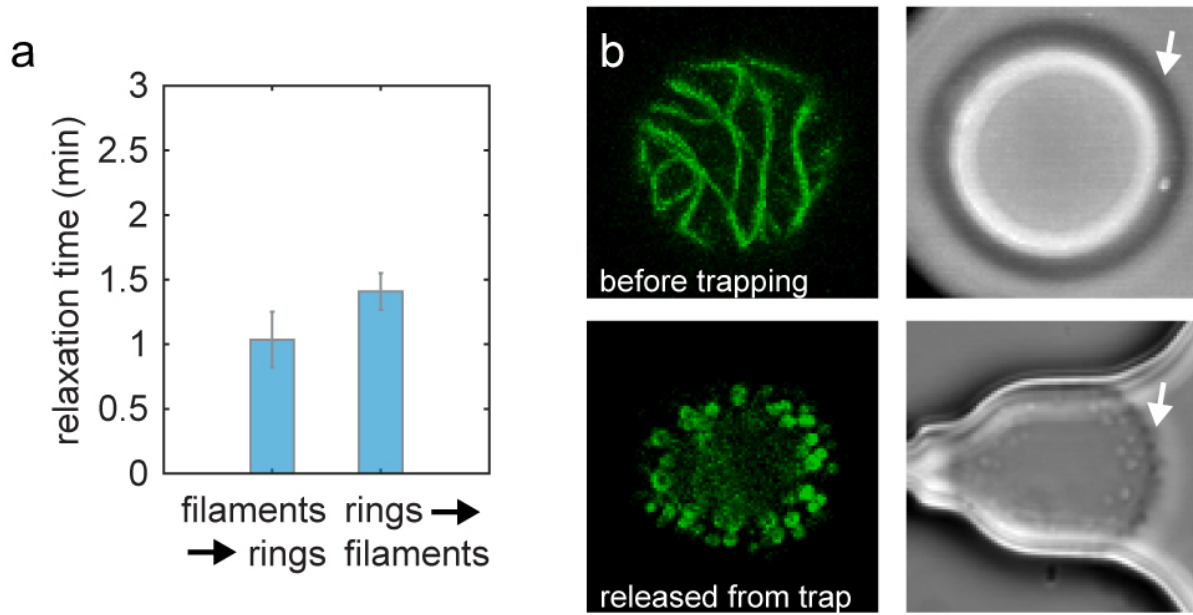 a
3
2.5
2
1.5
1
0.5
0
relaxation time (min)
filaments rings →
→ rings filaments
b
before trapping
released from trap